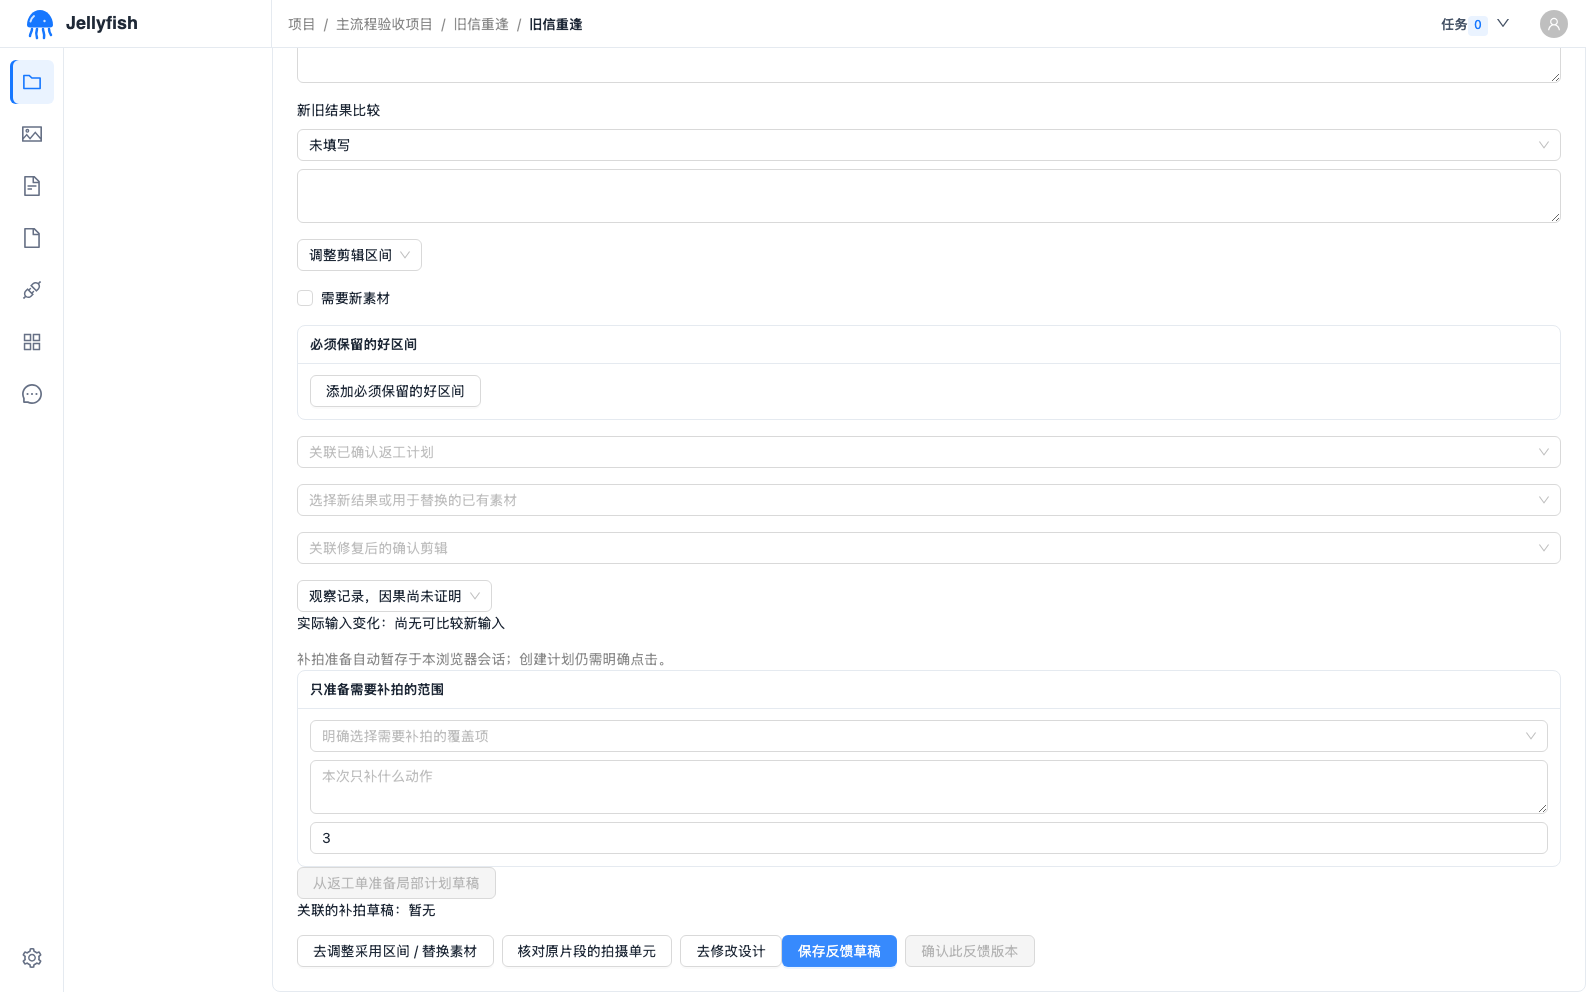 Jellyfish
项目 / 主流程验收项目 / 旧信重逢 / 旧信重逢
任务 0
新旧结果比较
未填写
调整剪辑区间
需要新素材
必须保留的好区间
添加必须保留的好区间
关联已确认返工计划
选择新结果或用于替换的已有素材
关联修复后的确认剪辑
观察记录，因果尚未证明
实际输入变化：尚无可比较新输入
补拍准备自动暂存于本浏览器会话；创建计划仍需明确点击。
只准备需要补拍的范围
明确选择需要补拍的覆盖项
本次只补什么动作
3
从返工单准备局部计划草稿
关联的补拍草稿：暂无
去调整采用区间 / 替换素材 核对原片段的拍摄单元 去修改设计 保存反馈草稿 确认此反馈版本